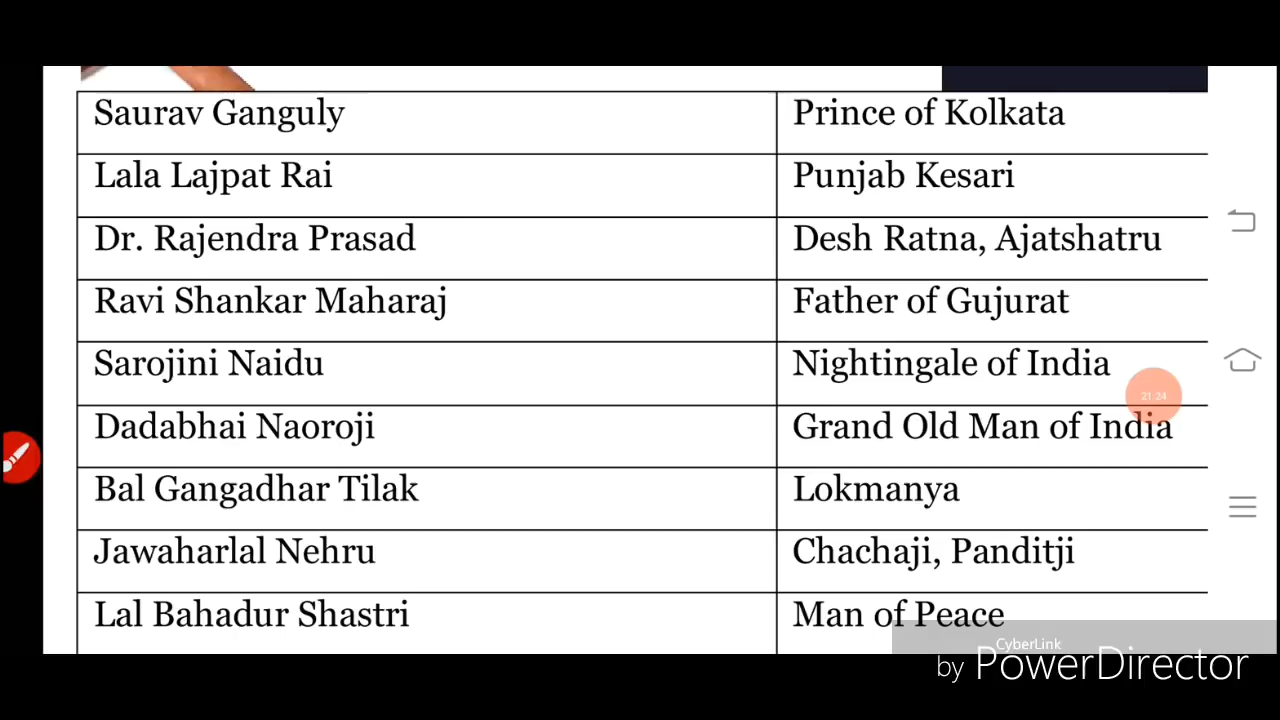 Saurav Ganguly Prince of Kolkata
Lala Lajpat Rai Punjab Kesari
Dr. Rajendra Prasad Desh Ratna, Ajatshatru
Ravi Shankar Maharaj Father of Gujurat
Sarojini Naidu Nightingale of India
21:24
Dadabhai Naoroji Grand Old Man of India
Bal Gangadhar Tilak Lokmanya
Jawaharlal Nehru Chachaji, Panditji
Lal Bahadur Shastri Man of Peace
CyberLink
by PowerDirector